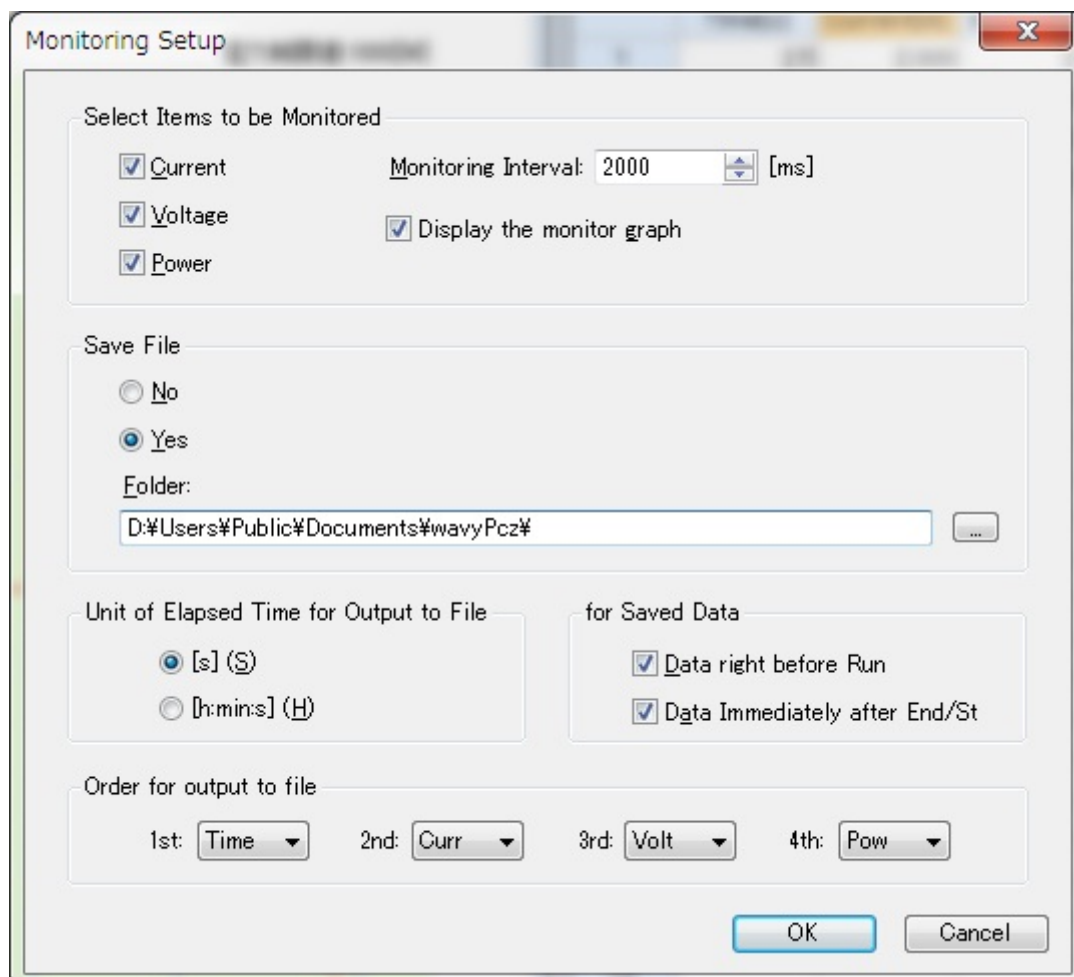 Monitoring Setup
Select Items to be Monitored
Current
Monitoring Interval: 2000 [ms]
Voltage
Display the monitor graph
Power
Save File
No
Yes
Folder:
D:¥Users¥Public¥Documents¥wavyPcz¥
...
Unit of Elapsed Time for Output to File
[s] (S)
[h:min:s] (H)
for Saved Data
Data right before Run
Data Immediately after End/St
Order for output to file
1st: Time 2nd: Curr 3rd: Volt 4th: Pow
OK Cancel